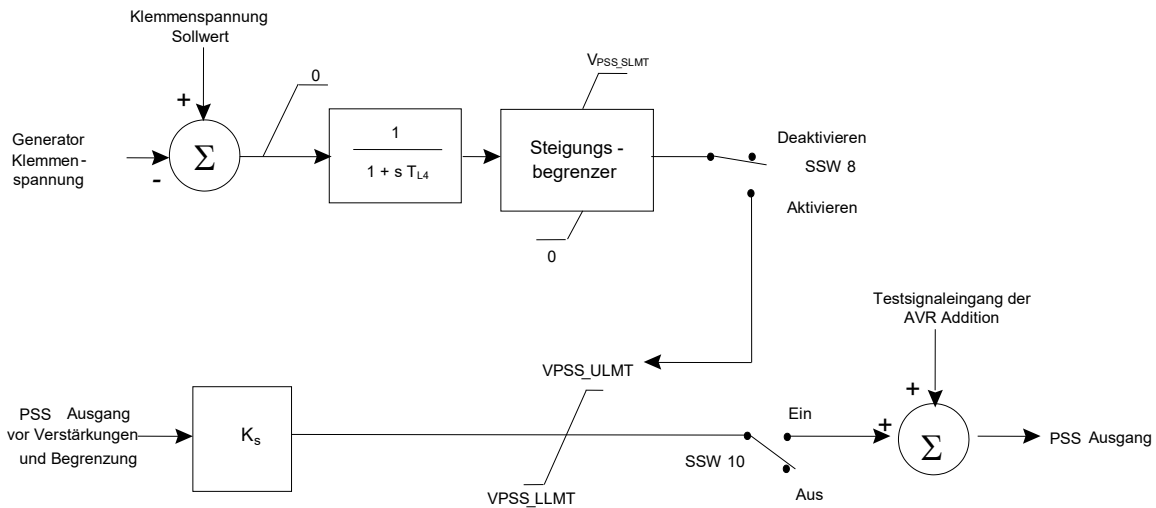 Klemmenspannung
Sollwert
+
0
VPSS_SLMT
Generator
Klemmen-
spannung
-
Σ
1
1 + s TL4
Steigungs -
begrenzer
Deaktivieren
SSW 8
Aktivieren
0
Testsignaleingang der
AVR Addition
VPSS_ULMT
+
PSS Ausgang
vor Verstärkungen
und Begrenzung
Ks
Ein
+
Σ
PSS Ausgang
SSW 10
VPSS_LLMT
Aus